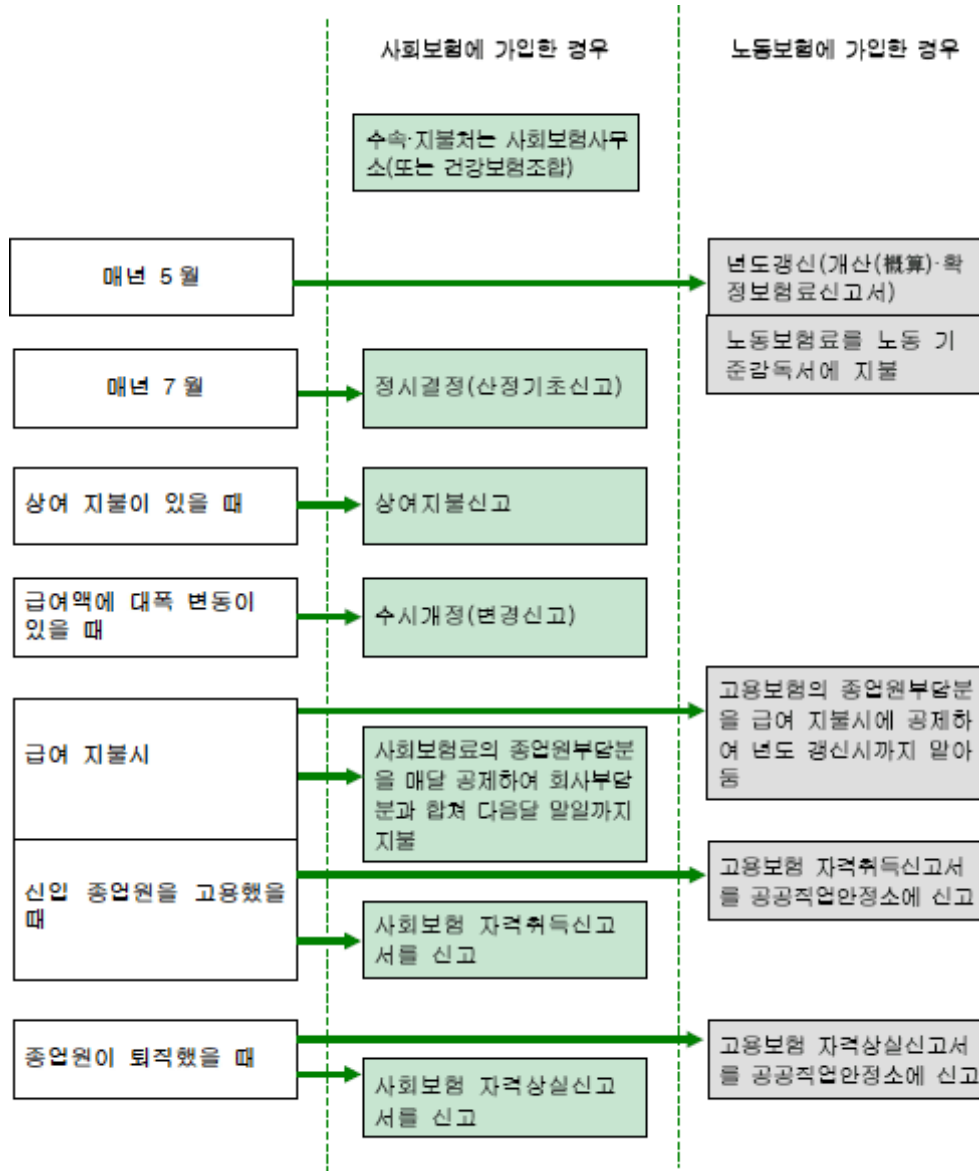 사회보험에 가입한 경우
노동보험에 가입한 경우
수속·지불처는 사회보험사무
소(또는 건강보험조합)
매년 5월
년도갱신(개산(槪算)·확
정보험료신고서)
노동보험료를 노동 기
준감독서에 지불
매년 7월
정시결정(산정기초신고)
상여 지불이 있을 때
상여지불신고
급여액에 대폭 변동이
있을 때
수시개정(변경신고)
급여 지불시
고용보험의 종업원부담분
을 급여 지불시에 공제하
여 년도 갱신시까지 맡아
둠
사회보험료의 종업원부담분
을 매달 공제하여 회사부담
분과 합쳐 다음달 말일까지
지불
신입 종업원을 고용했을
때
고용보험 자격취득신고서
를 공공직업안정소에 신고
사회보험 자격취득신고
서를 신고
종업원이 퇴직했을 때
고용보험 자격상실신고서
를 공공직업안정소에 신고
사회보험 자격상실신고
서를 신고